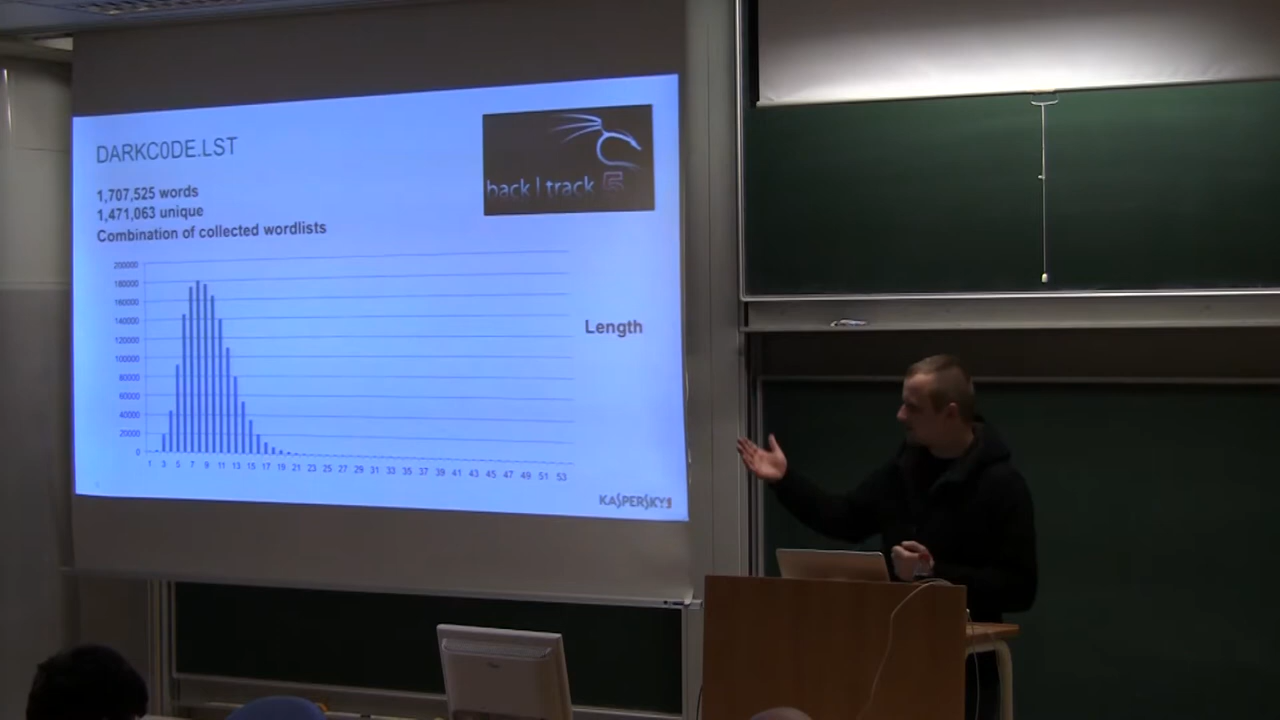 DARKC0DE.LST
1,707,525 words
1,471,063 unique
Combination of collected wordlists
back | track 5
200000
180000
160000
140000
120000
100000
80000
60000
40000
20000
0
Length
1 3 5 7 9 11 13 15 17 19 21 23 25 27 29 31 33 35 37 39 41 43 45 47 49 51 53
KASPERSKY